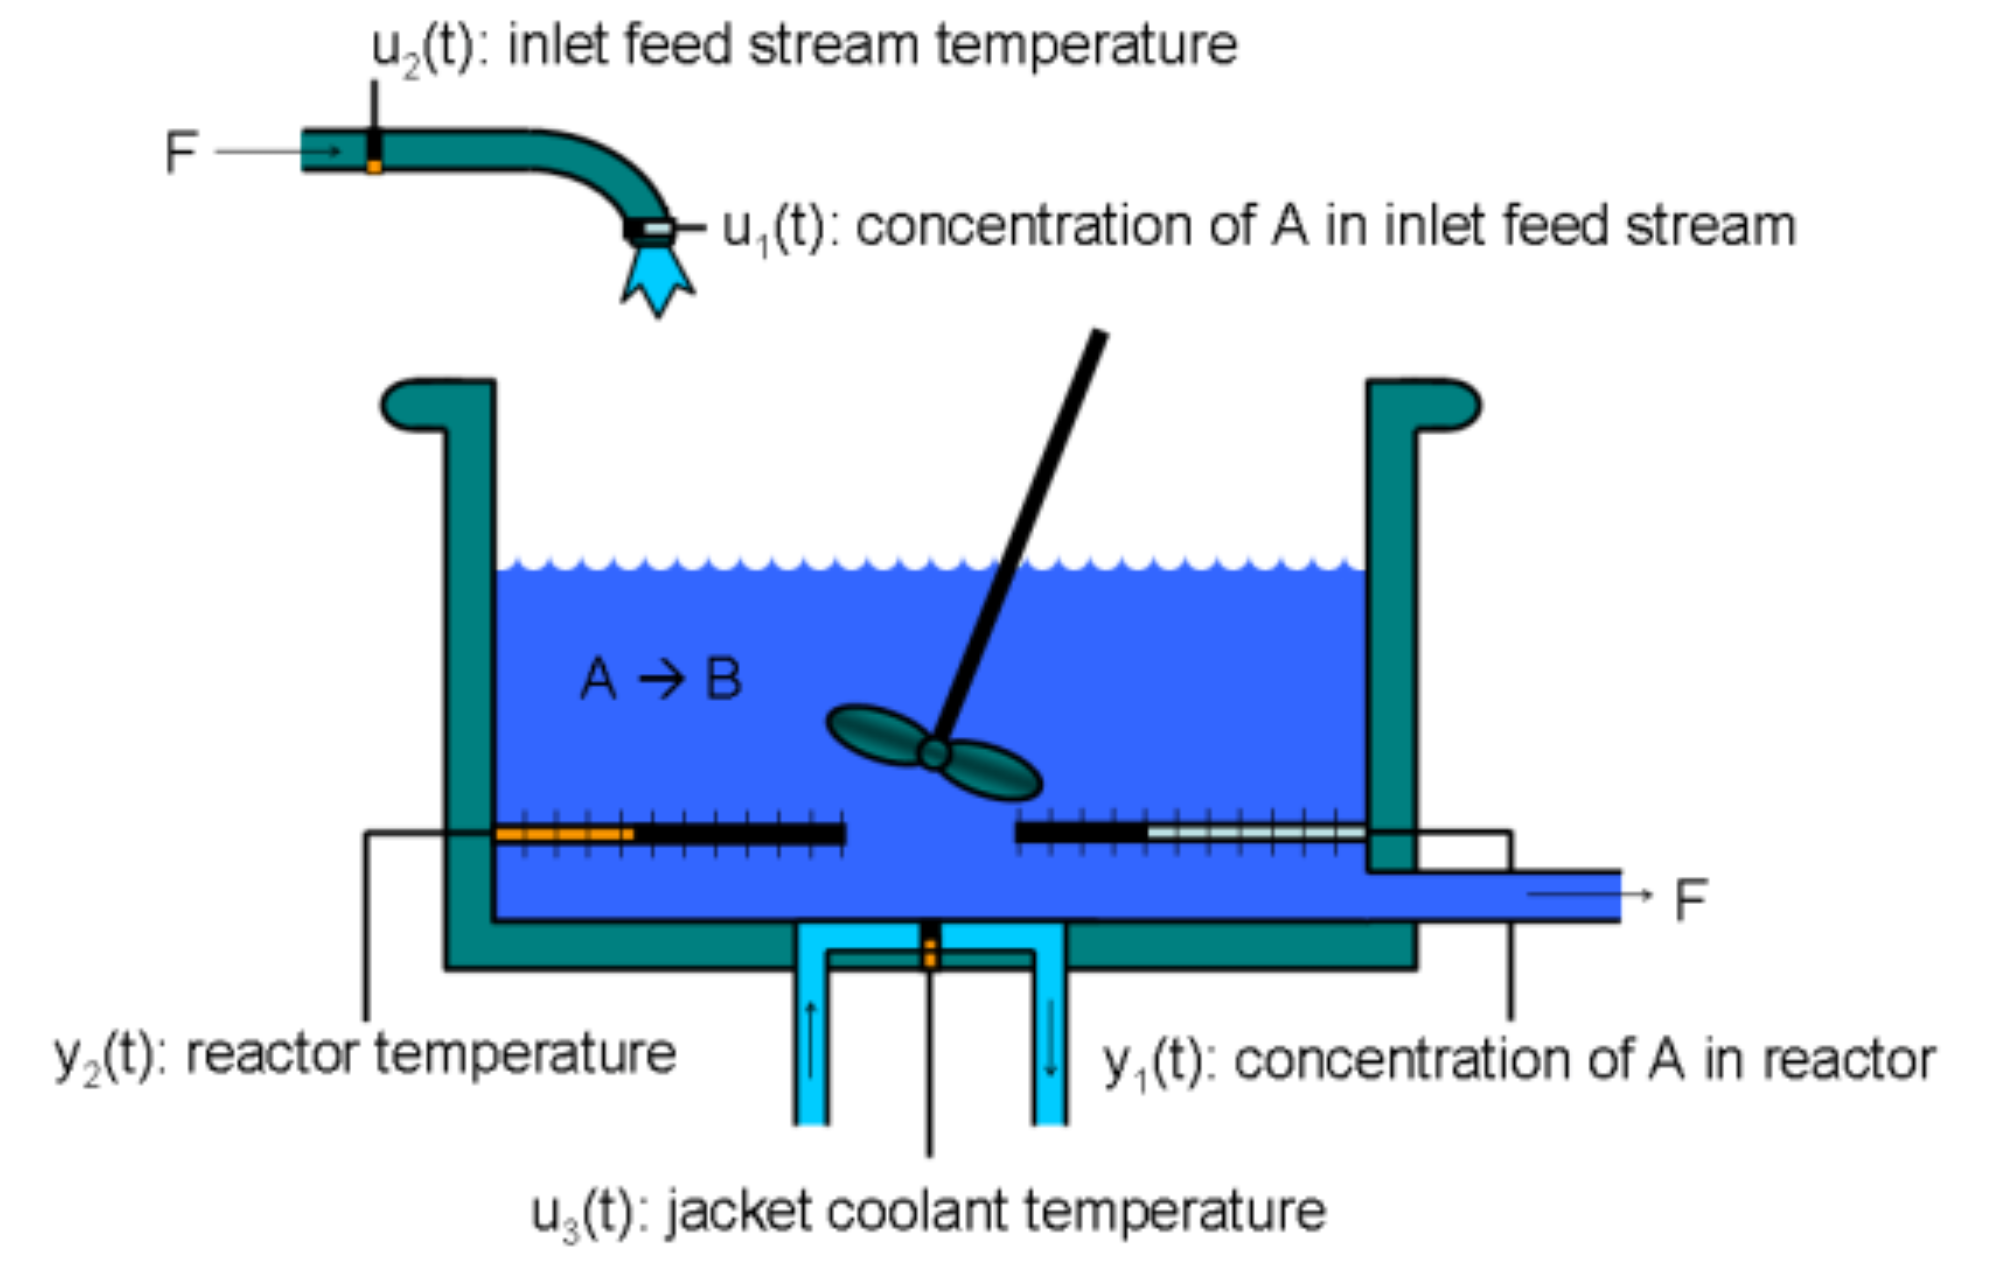 u₂(t): inlet feed stream temperature
F
u₁(t): concentration of A in inlet feed stream
A → B
F
y₂(t): reactor temperature
y₁(t): concentration of A in reactor
u₃(t): jacket coolant temperature